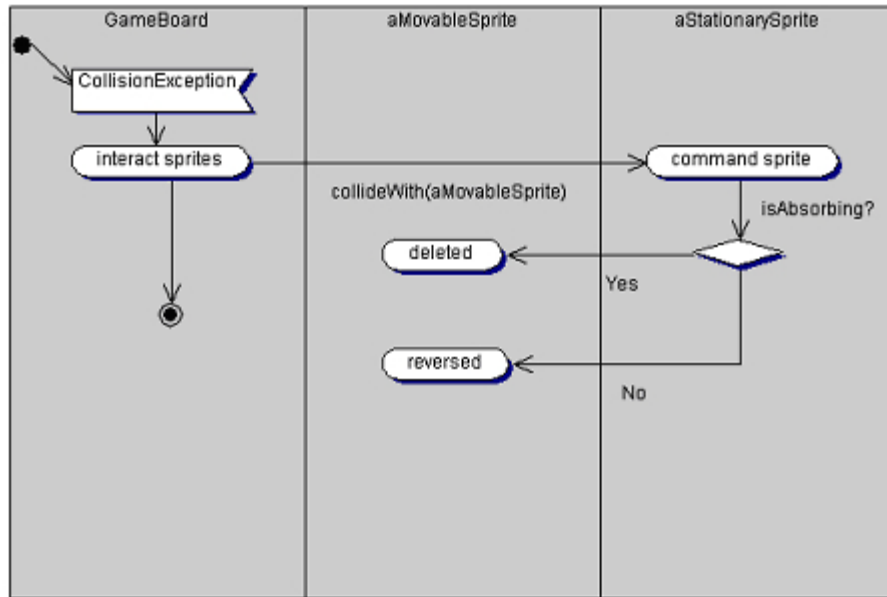 GameBoard
aMovableSprite
aStationarySprite
CollisionException
interact sprites
command sprite
collideWith(aMovableSprite)
isAbsorbing?
deleted
Yes
reversed
No